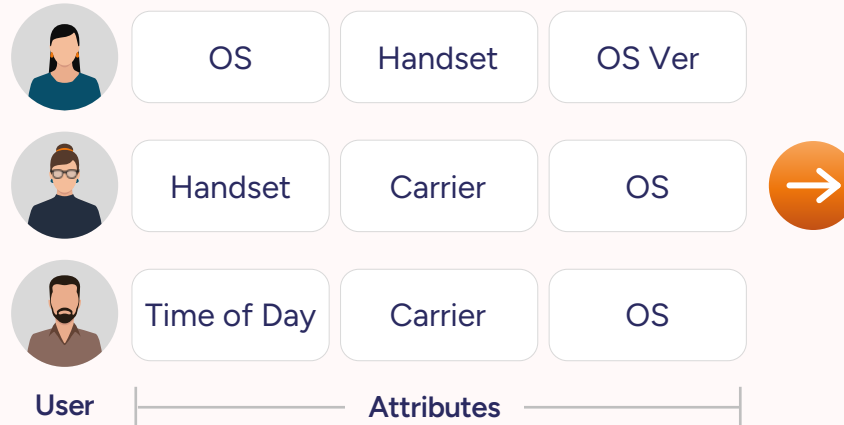 OS Handset OS Ver
Handset Carrier OS
Time of Day Carrier OS
User Attributes